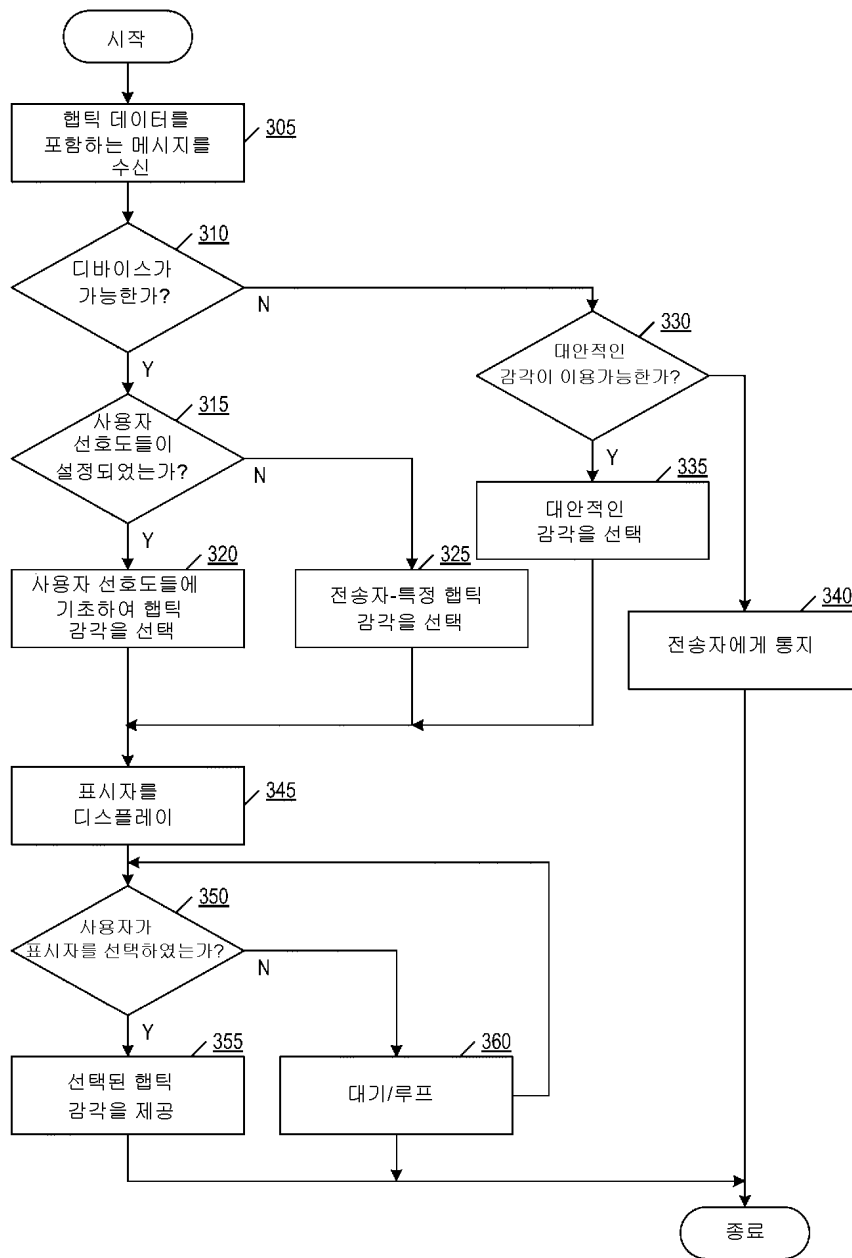 시작
햅틱 데이터를
포함하는 메시지를
수신
305
310
디바이스가
가능한가?
N
Y
330
대안적인
감각이 이용가능한가?
Y
315
사용자
선호도들이
설정되었는가?
N
Y
335
대안적인
감각을 선택
320
사용자 선호도들에
기초하여 햅틱
감각을 선택
325
전송자-특정 햅틱
감각을 선택
340
전송자에게 통지
표시자를
디스플레이
345
350
사용자가
표시자를 선택하였는가?
N
Y
355
선택된 햅틱
감각을 제공
360
대기/루프
종료